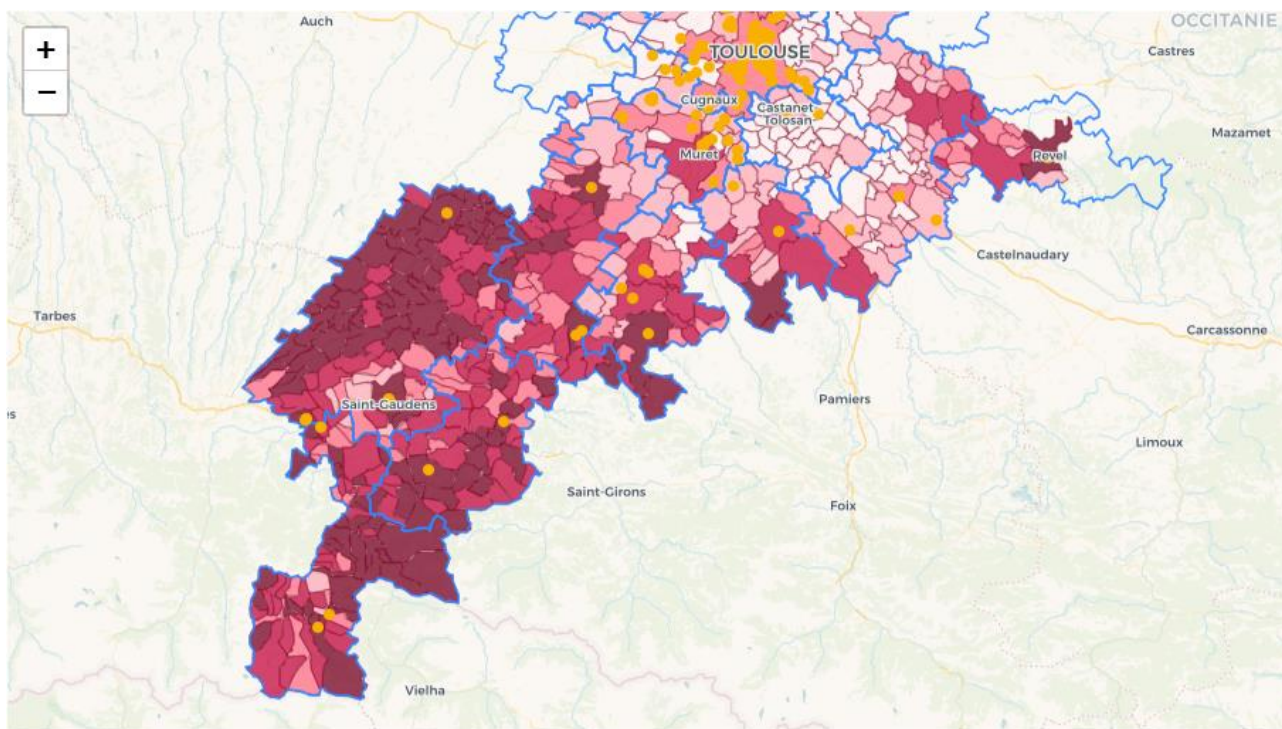 +
−
Auch
OCCITANIE
TOULOUSE
Castres
Cugnaux
Castanet
Tolosan
Mazamet
Muret
Revel
Castelnaudary
Tarbes
Carcassonne
Saint-Gaudens
Pamiers
es
Limoux
Saint-Girons
Foix
Vielha